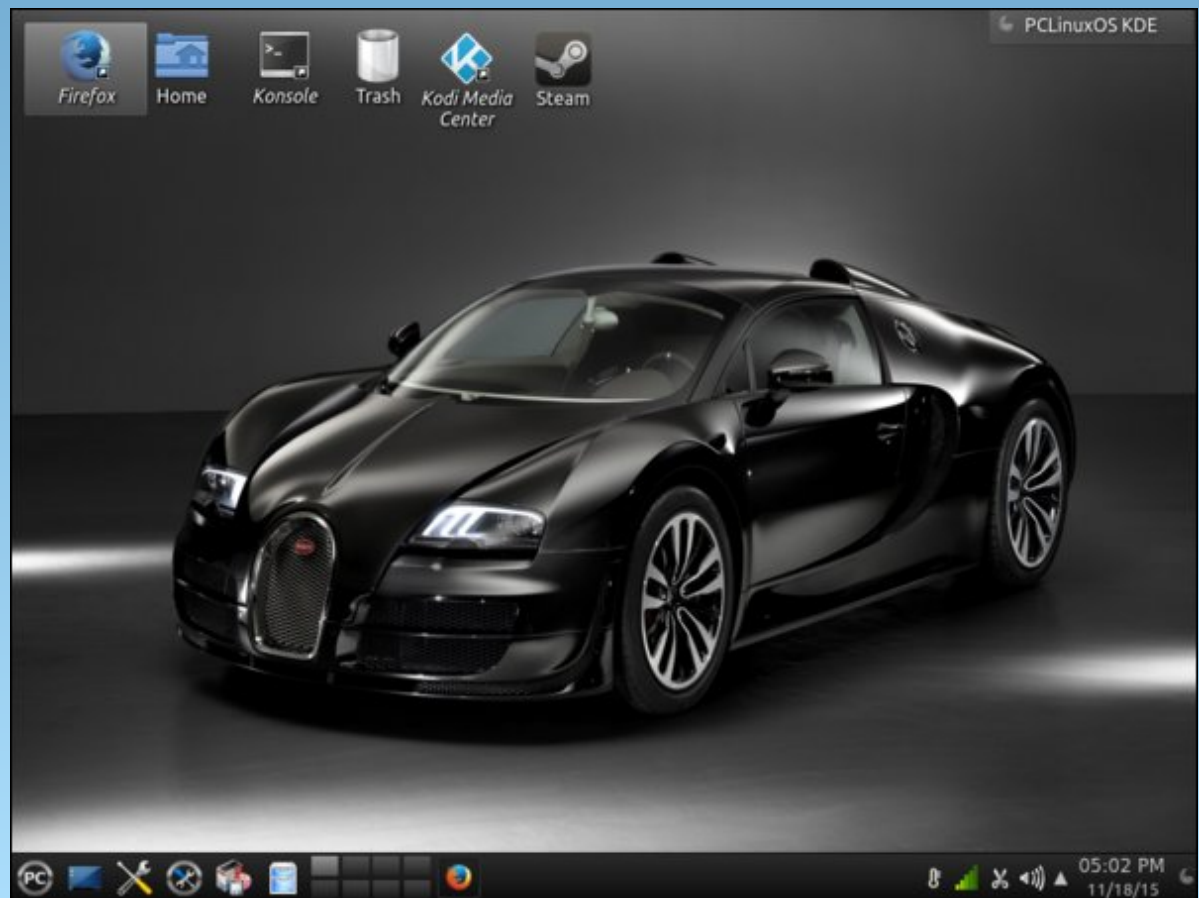 PCLinuxOS KDE
Firefox
Home
Konsole
Trash
Kodi Media
Center
Steam
PC
05:02 PM
11/18/15